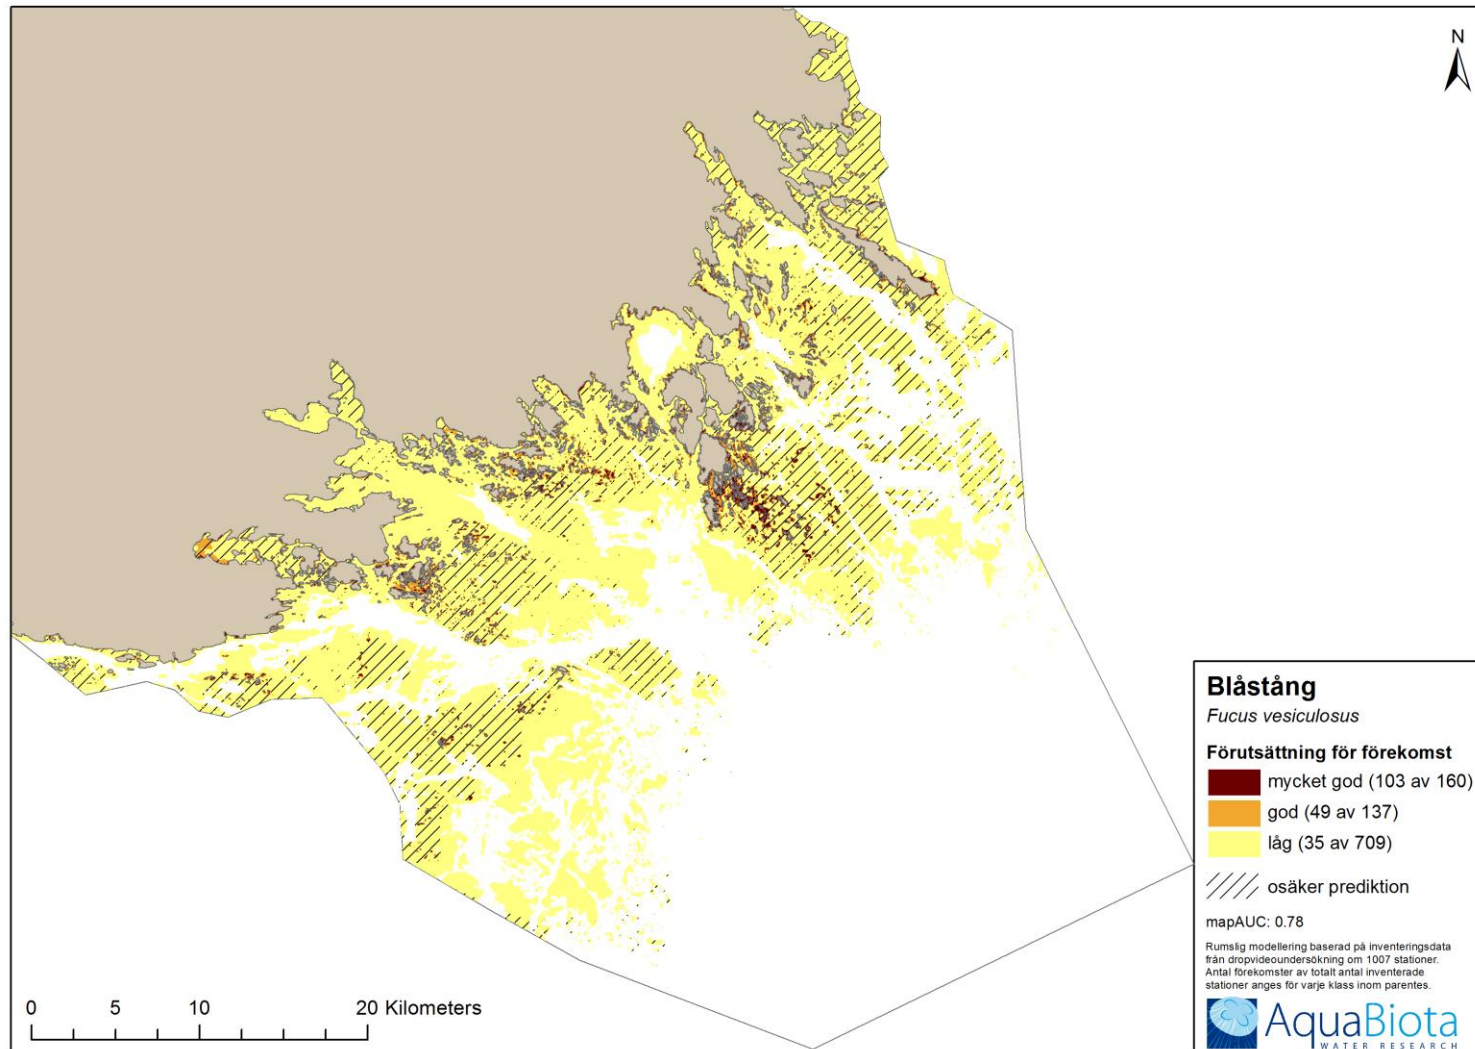 N
Blåstång
Fucus vesiculosus
Förutsättning för förekomst
mycket god (103 av 160)
god (49 av 137)
låg (35 av 709)
osäker prediktion
mapAUC: 0.78
Rumslig modellering baserad på inventeringsdata
från dropvideoundersökning om 1007 stationer.
Antal förekomster av totalt antal inventerade
stationer anges för varje klass inom parentes.
AquaBiota
WATER RESEARCH
0 5 10 20 Kilometers